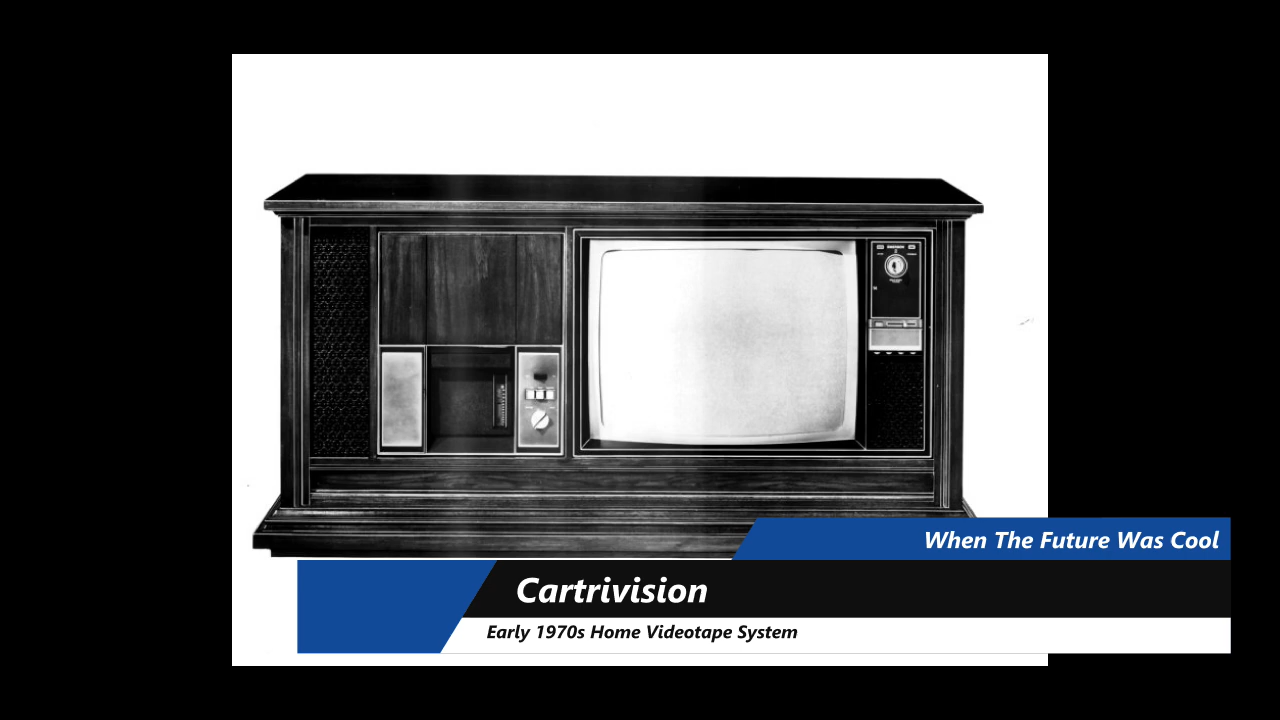 When The Future Was Cool
Cartrivision
Early 1970s Home Videotape System